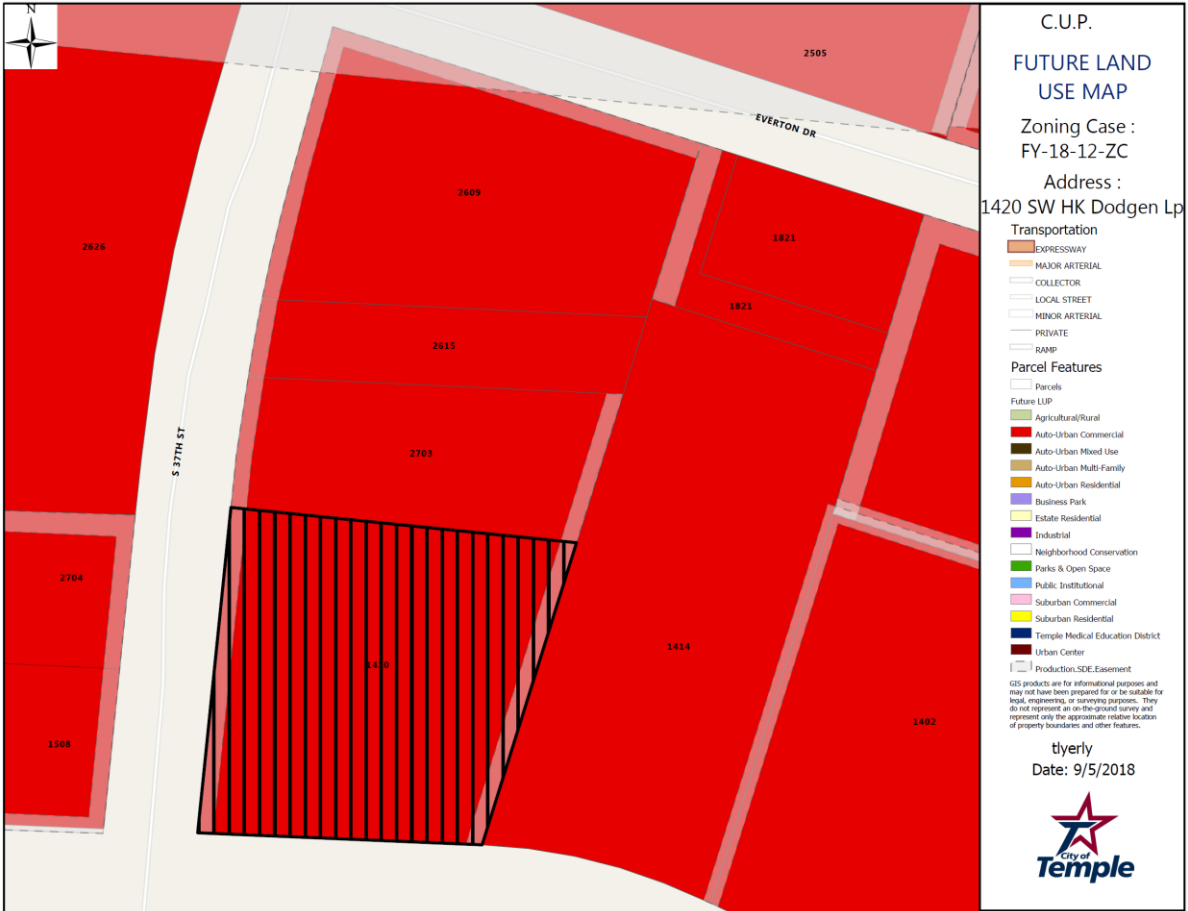 N
2505
EVERTON DR
2609
2626
1821
1821
2615
2703
S 37TH ST
2704
1420
1414
1508
1402
C.U.P.
FUTURE LAND
USE MAP
Zoning Case :
FY-18-12-ZC
Address :
1420 SW HK Dodgen Lp
Transportation
EXPRESSWAY
MAJOR ARTERIAL
COLLECTOR
LOCAL STREET
MINOR ARTERIAL
PRIVATE
RAMP
Parcel Features
Parcels
Future LUP
Agricultural/Rural
Auto-Urban Commercial
Auto-Urban Mixed Use
Auto-Urban Multi-Family
Auto-Urban Residential
Business Park
Estate Residential
Industrial
Neighborhood Conservation
Parks & Open Space
Public Institutional
Suburban Commercial
Suburban Residential
Temple Medical Education District
Urban Center
Production.SDE.Easement
GIS products are for informational purposes and
may not have been prepared for or be suitable for
legal, engineering, or surveying purposes. They
do not represent an on-the-ground survey and
represent only the approximate relative location
of property boundaries and other features.
tlyerly
Date: 9/5/2018
City of
Temple